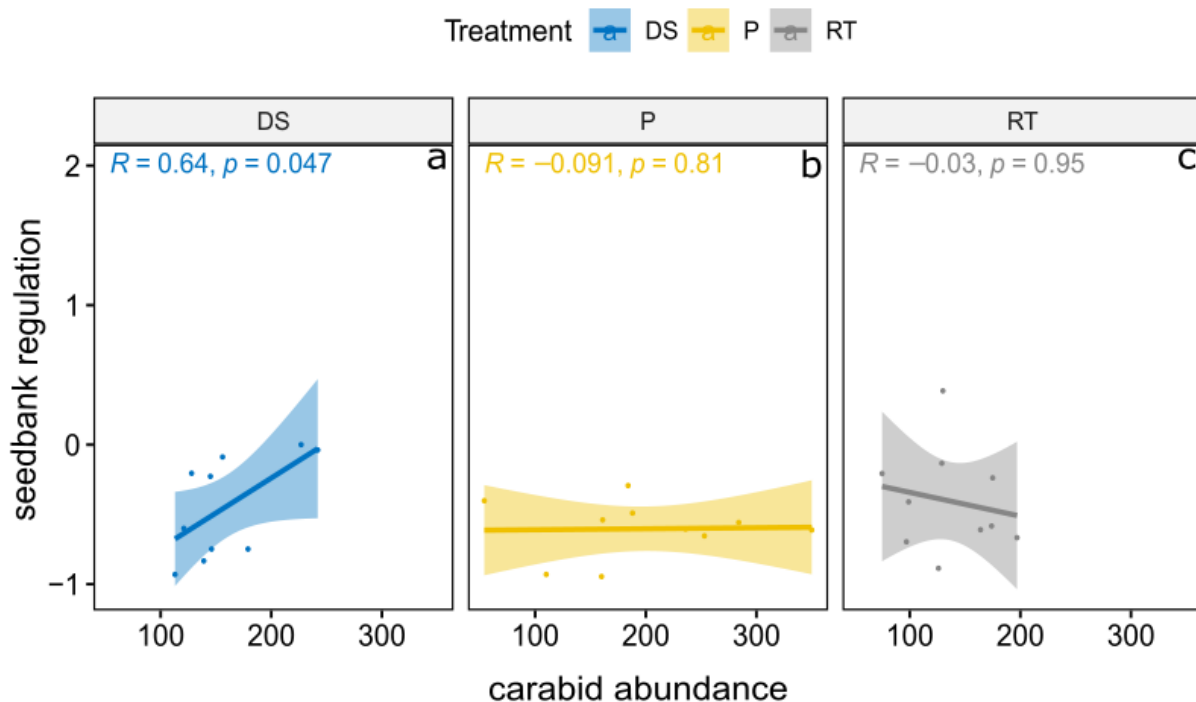 Treatment a DS a P a RT
DS P RT
R = 0.64, p = 0.047 a R = −0.091, p = 0.81 b R = −0.03, p = 0.95 c
2
1
0
−1
seedbank regulation
100 200 300 100 200 300 100 200 300
carabid abundance